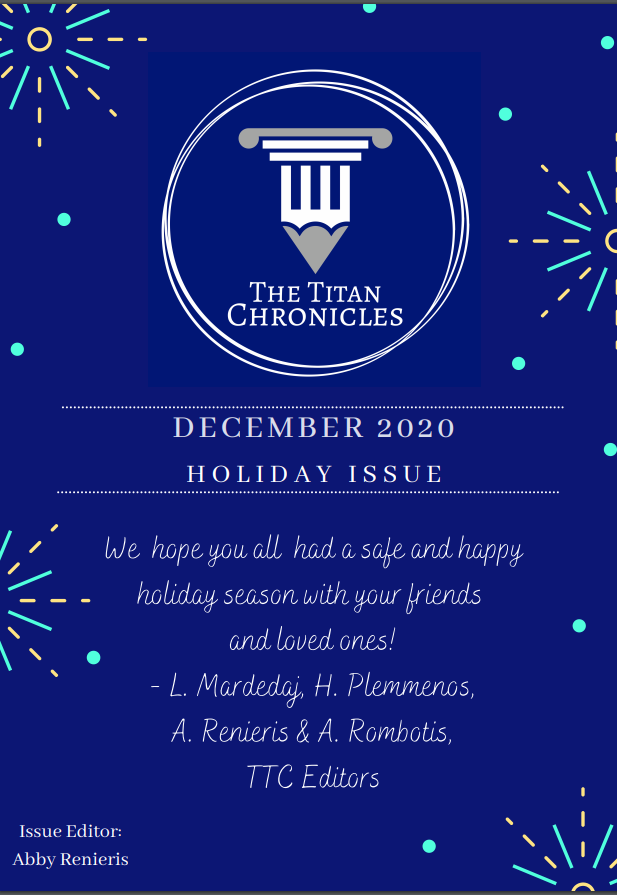 THE TITAN
CHRONICLES
DECEMBER 2020
HOLIDAY ISSUE
We hope you all had a safe and happy
holiday season with your friends
and loved ones!
- L. Mardedaj, H. Plemmenos,
A. Renieris & A. Rombotis,
TTC Editors
Issue Editor:
Abby Renieris